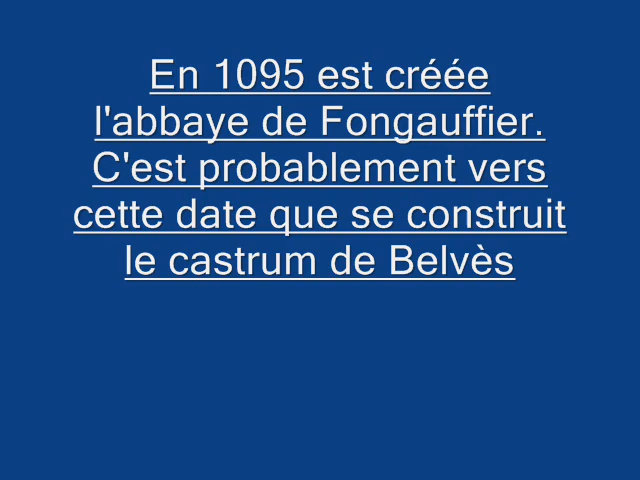 En 1095 est créée
l'abbaye de Fongauffier.
C'est probablement vers
cette date que se construit
le castrum de Belvès